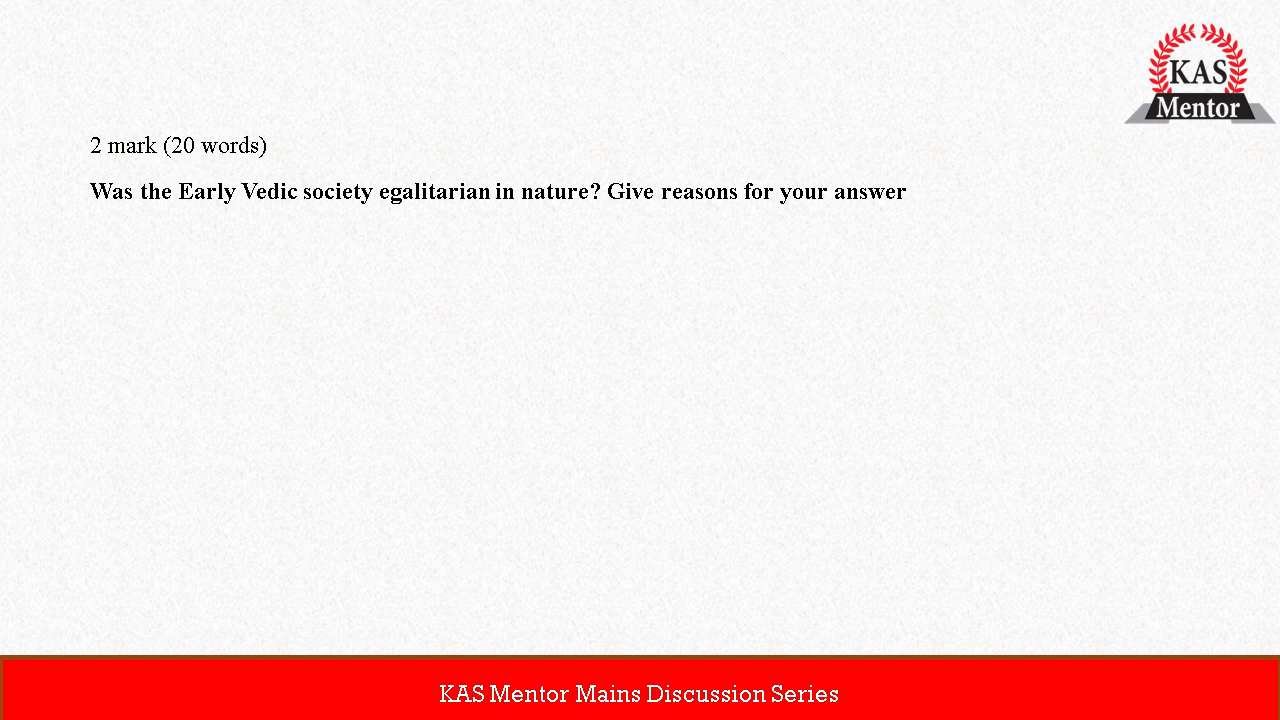 KAS
Mentor
2 mark (20 words)
Was the Early Vedic society egalitarian in nature? Give reasons for your answer
KAS Mentor Mains Discussion Series